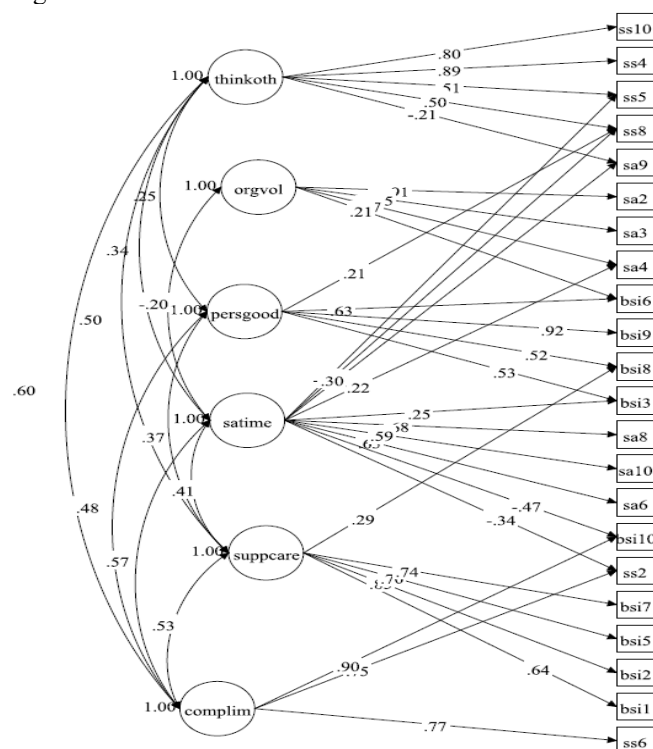 ss10
.80
ss4
.89
1.00
thinkoth
.51
ss5
.50
-.21
ss8
sa9
1.00
orgvol
.25
.21
sa2
sa3
.34
sa4
.21
-.20
1.00
persgood
.63
bsi6
.50
.92
bsi9
.52
bsi8
-.30
.53
.22
bsi3
.60
1.00
satime
.25
.68
sa8
.59
.37
sa10
.41
sa6
.48
.29
-.47
-.34
bsi10
1.00
suppcare
ss2
.57
.74
bsi7
.53
bsi5
.90
.64
bsi2
1.00
complim
bsi1
.77
ss6